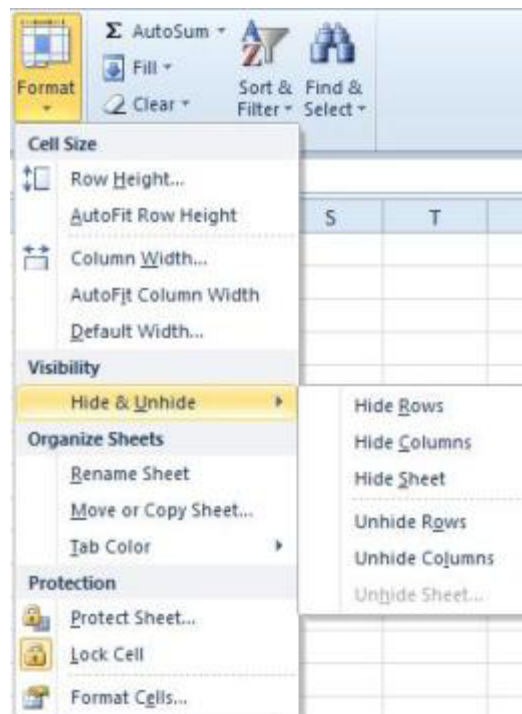 Σ AutoSum
Fill
Clear
Format
Sort & Filter
Find & Select
Cell Size
Row Height...
AutoFit Row Height
S T
Column Width...
AutoFit Column Width
Default Width...
Visibility
Hide & Unhide
Hide Rows
Organize Sheets
Hide Columns
Rename Sheet
Hide Sheet
Move or Copy Sheet...
Unhide Rows
Tab Color
Unhide Columns
Protection
Unhide Sheet...
Protect Sheet...
Lock Cell
Format Cells...